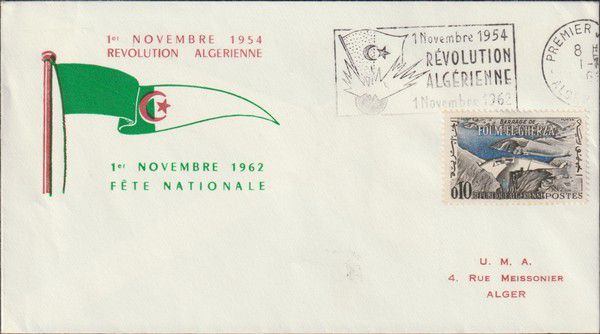 1er NOVEMBRE 1954
REVOLUTION ALGERIENNE
1er NOVEMBRE 1962
FÊTE NATIONALE
1 Novembre 1954
RÉVOLUTION
ALGÉRIENNE
1 Novembre 1962
PREMIER
8 H
BARRAGE DE
FOUM EL GHERZA
0,10
POSTES
U. M. A.
4. RUE MEISSONIER
ALGER